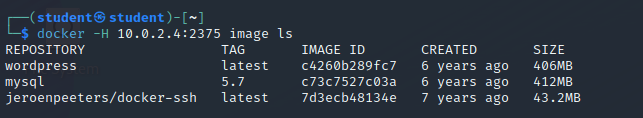 (student㉿student)-[~]
$ docker -H 10.0.2.4:2375 image ls
REPOSITORY TAG IMAGE ID CREATED SIZE
wordpress latest c4260b289fc7 6 years ago 406MB
mysql 5.7 c73c7527c03a 6 years ago 412MB
jeroenpeeters/docker-ssh latest 7d3ecb48134e 7 years ago 43.2MB